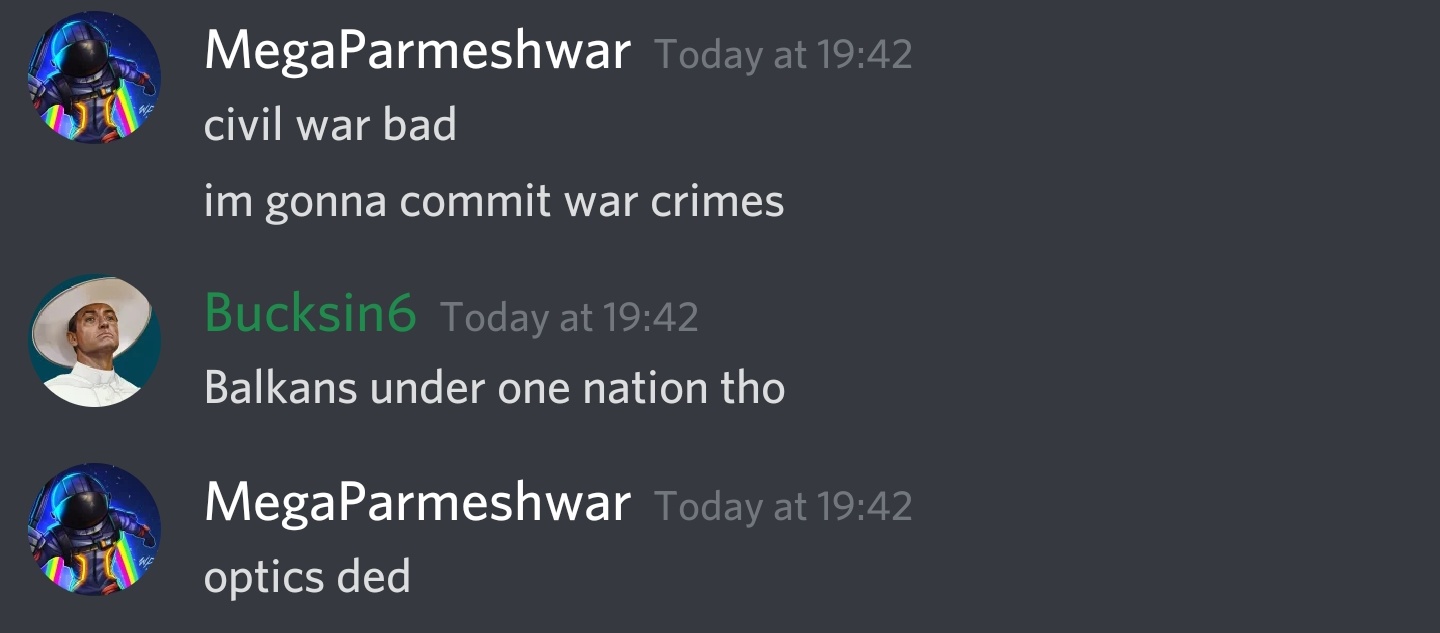 MegaParmeshwar Today at 19:42
civil war bad
im gonna commit war crimes
Bucksin6 Today at 19:42
Balkans under one nation tho
MegaParmeshwar Today at 19:42
optics ded